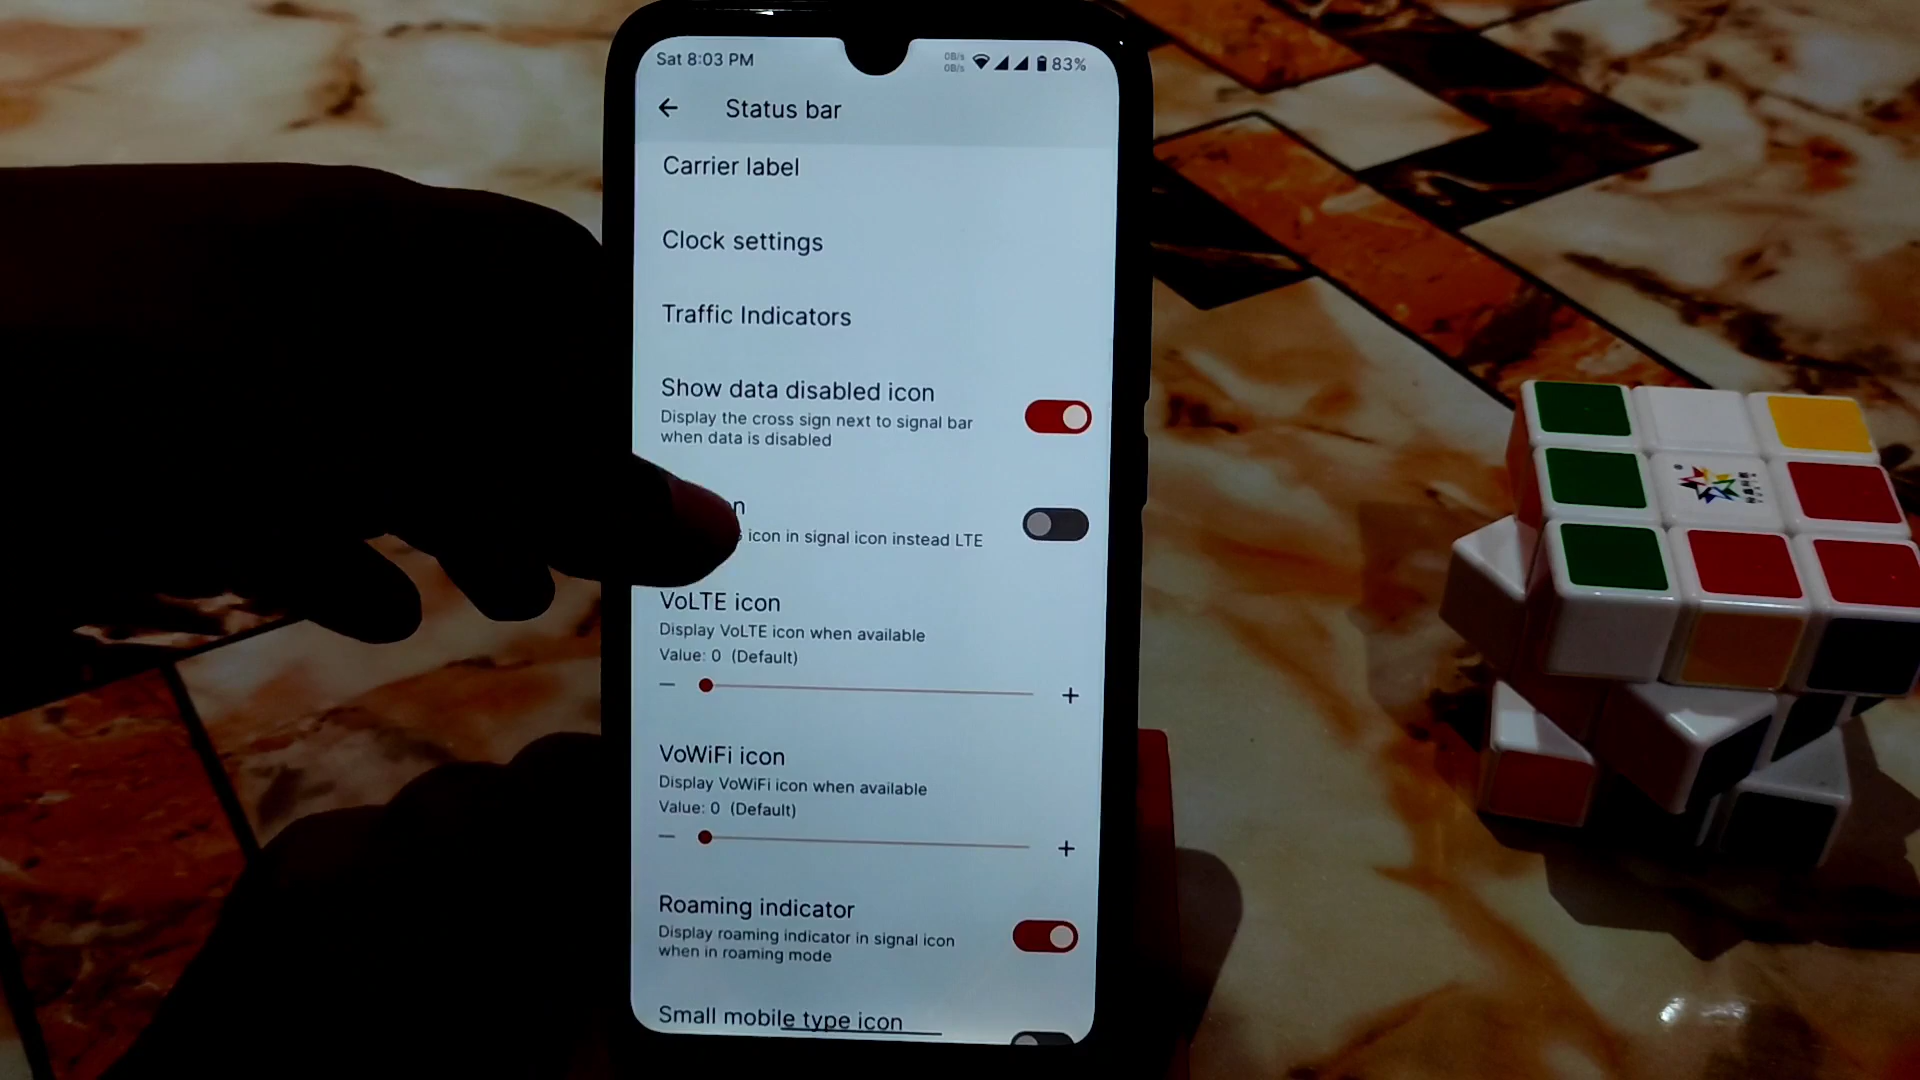 Sat 8:03 PM
0B/s
0B/s
83%
Status bar
Carrier label
Clock settings
Traffic Indicators
Show data disabled icon
Display the cross sign next to signal bar
when data is disabled
icon in signal icon instead LTE
VoLTE icon
Display VoLTE icon when available
Value: 0 (Default)
VoWiFi icon
Display VoWiFi icon when available
Value: 0 (Default)
Roaming indicator
Display roaming indicator in signal icon
when in roaming mode
Small mobile type icon